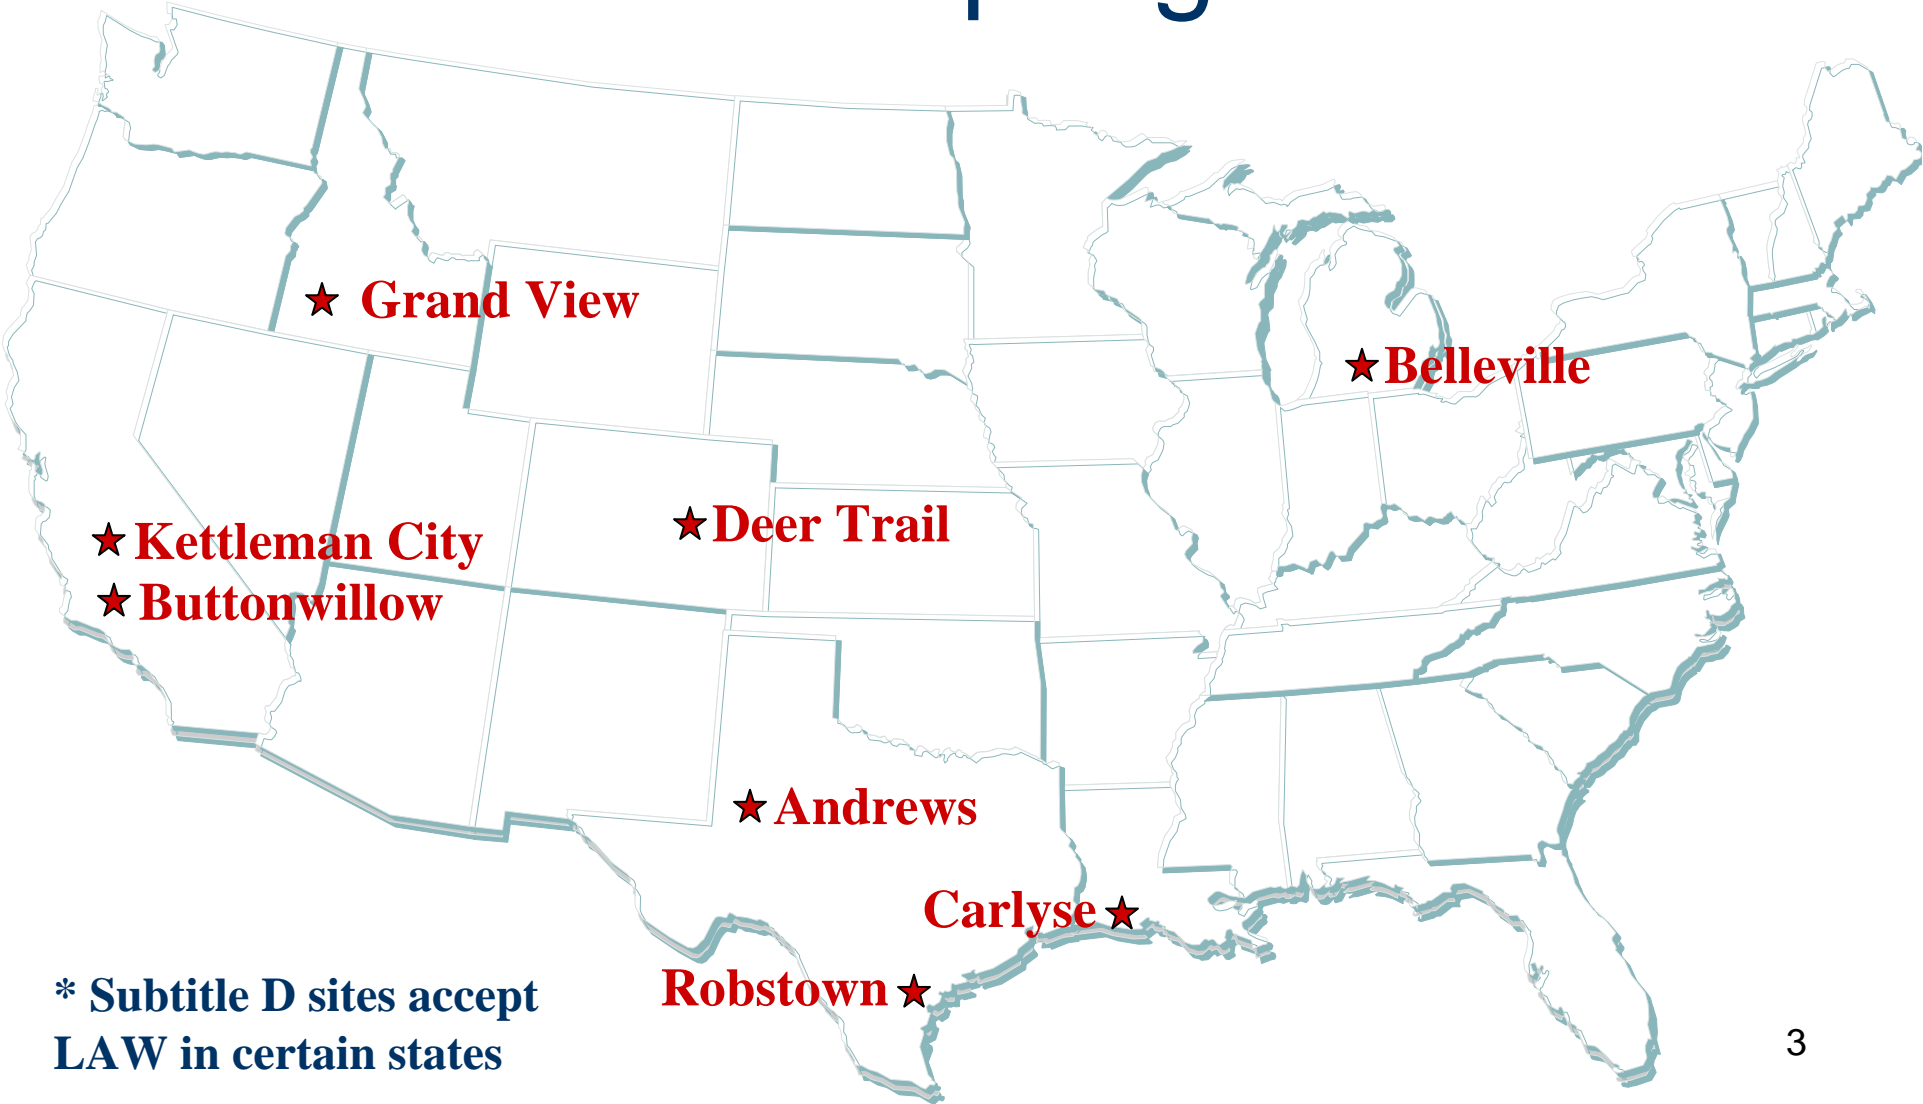 Grand View
Belleville
Deer Trail
Kettleman City
Buttonwillow
Andrews
Carlyse
Robstown
* Subtitle D sites accept
LAW in certain states
3